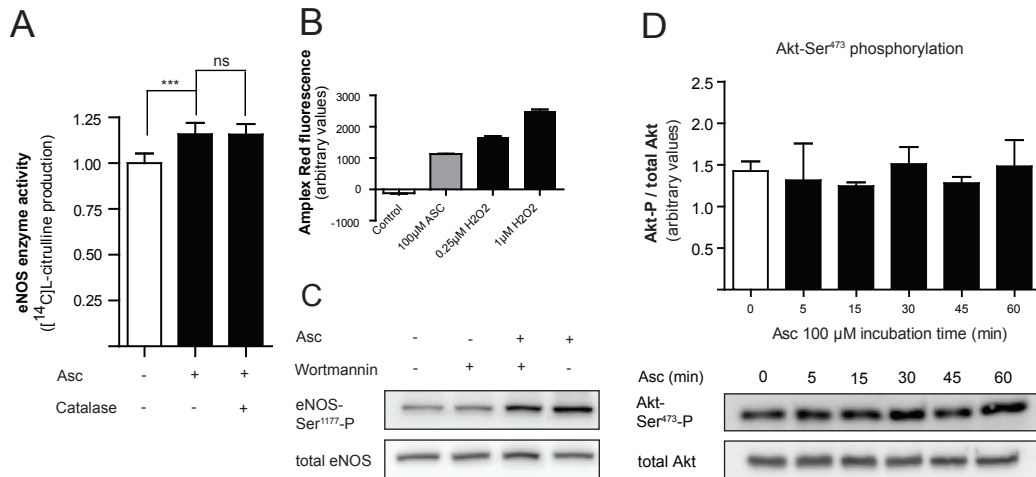 A
ns
***
eNOS enzyme activity
([¹⁴C]L-citrulline production)
1.25
1.00
0.75
0.50
0.25
Asc - + +
Catalase - - +
B
Amplex Red fluorescence
(arbitrary values)
3000
2000
1000
0
-1000
Control
100µM ASC
0.25µM H2O2
1µM H2O2
C
Asc - - + +
Wortmannin - + + -
eNOS-
Ser¹¹⁷⁷-P
total eNOS
D
Akt-Ser⁴⁷³ phosphorylation
Akt-P / total Akt
(arbitrary values)
2.0
1.5
1.0
0.5
0 5 15 30 45 60
Asc 100 µM incubation time (min)
Asc (min) 0 5 15 30 45 60
Akt-
Ser⁴⁷³-P
total Akt